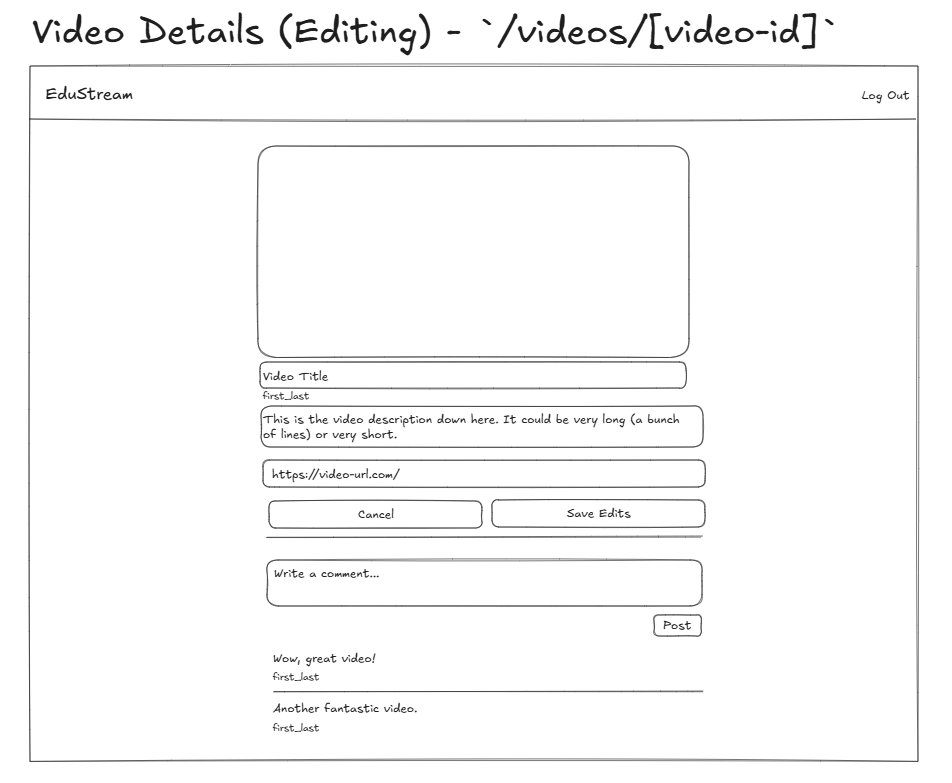 Video Details (Editing) - `/videos/[video-id]`
EduStream
Log Out
Video Title
first_last
This is the video description down here. It could be very long (a bunch
of lines) or very short.
https://video-url.com/
Cancel
Save Edits
Write a comment...
Post
Wow, great video!
first_last
Another fantastic video.
first_last